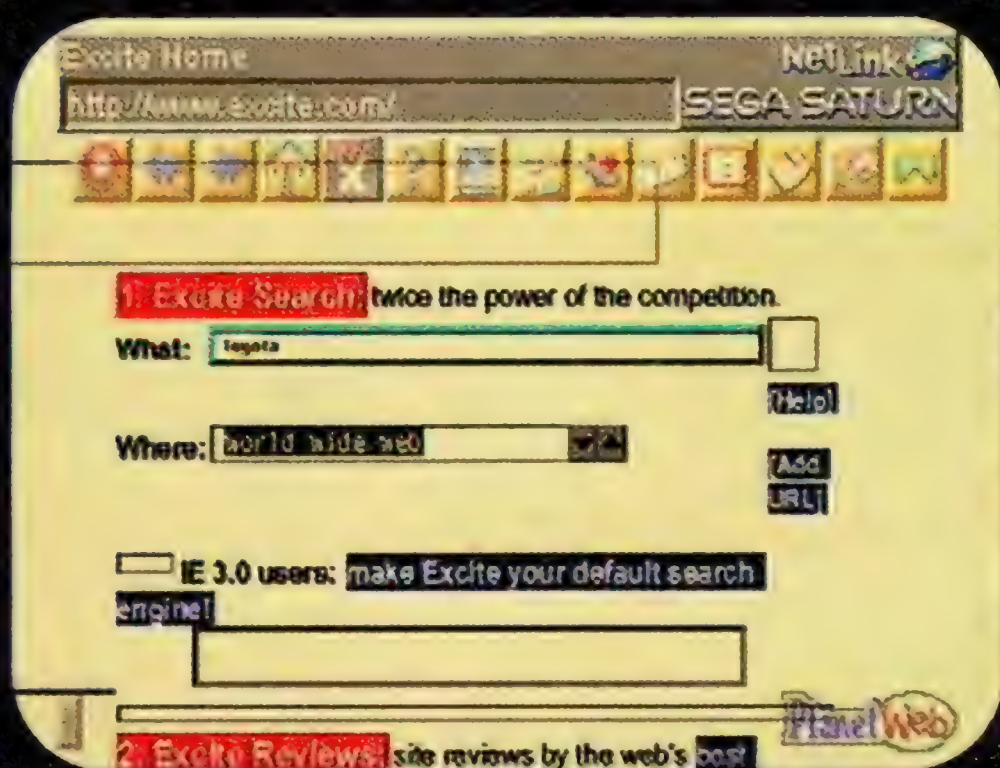 Excite Home
NETLink
http://www.excite.com/
SEGA SATURN
1. Excite Search: twice the power of the competition.
What: Toyota
[Help]
Where: world wide web
[Add
URL]
IE 3.0 users: make Excite your default search
engine!
PlanetWeb
2. Excite Reviews: site reviews by the web's best